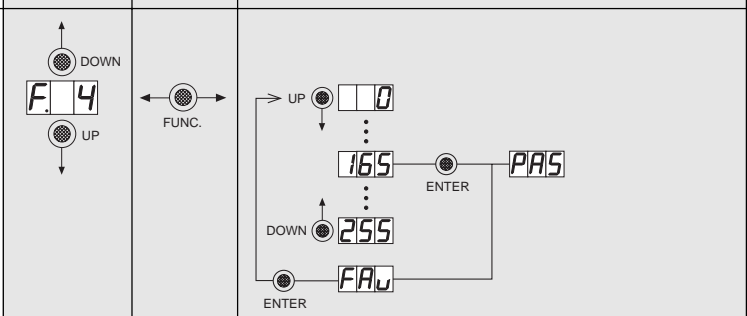 DOWN
F. 4
UP
FUNC.
UP 0
165 ENTER PAS
DOWN 255
FAu
ENTER